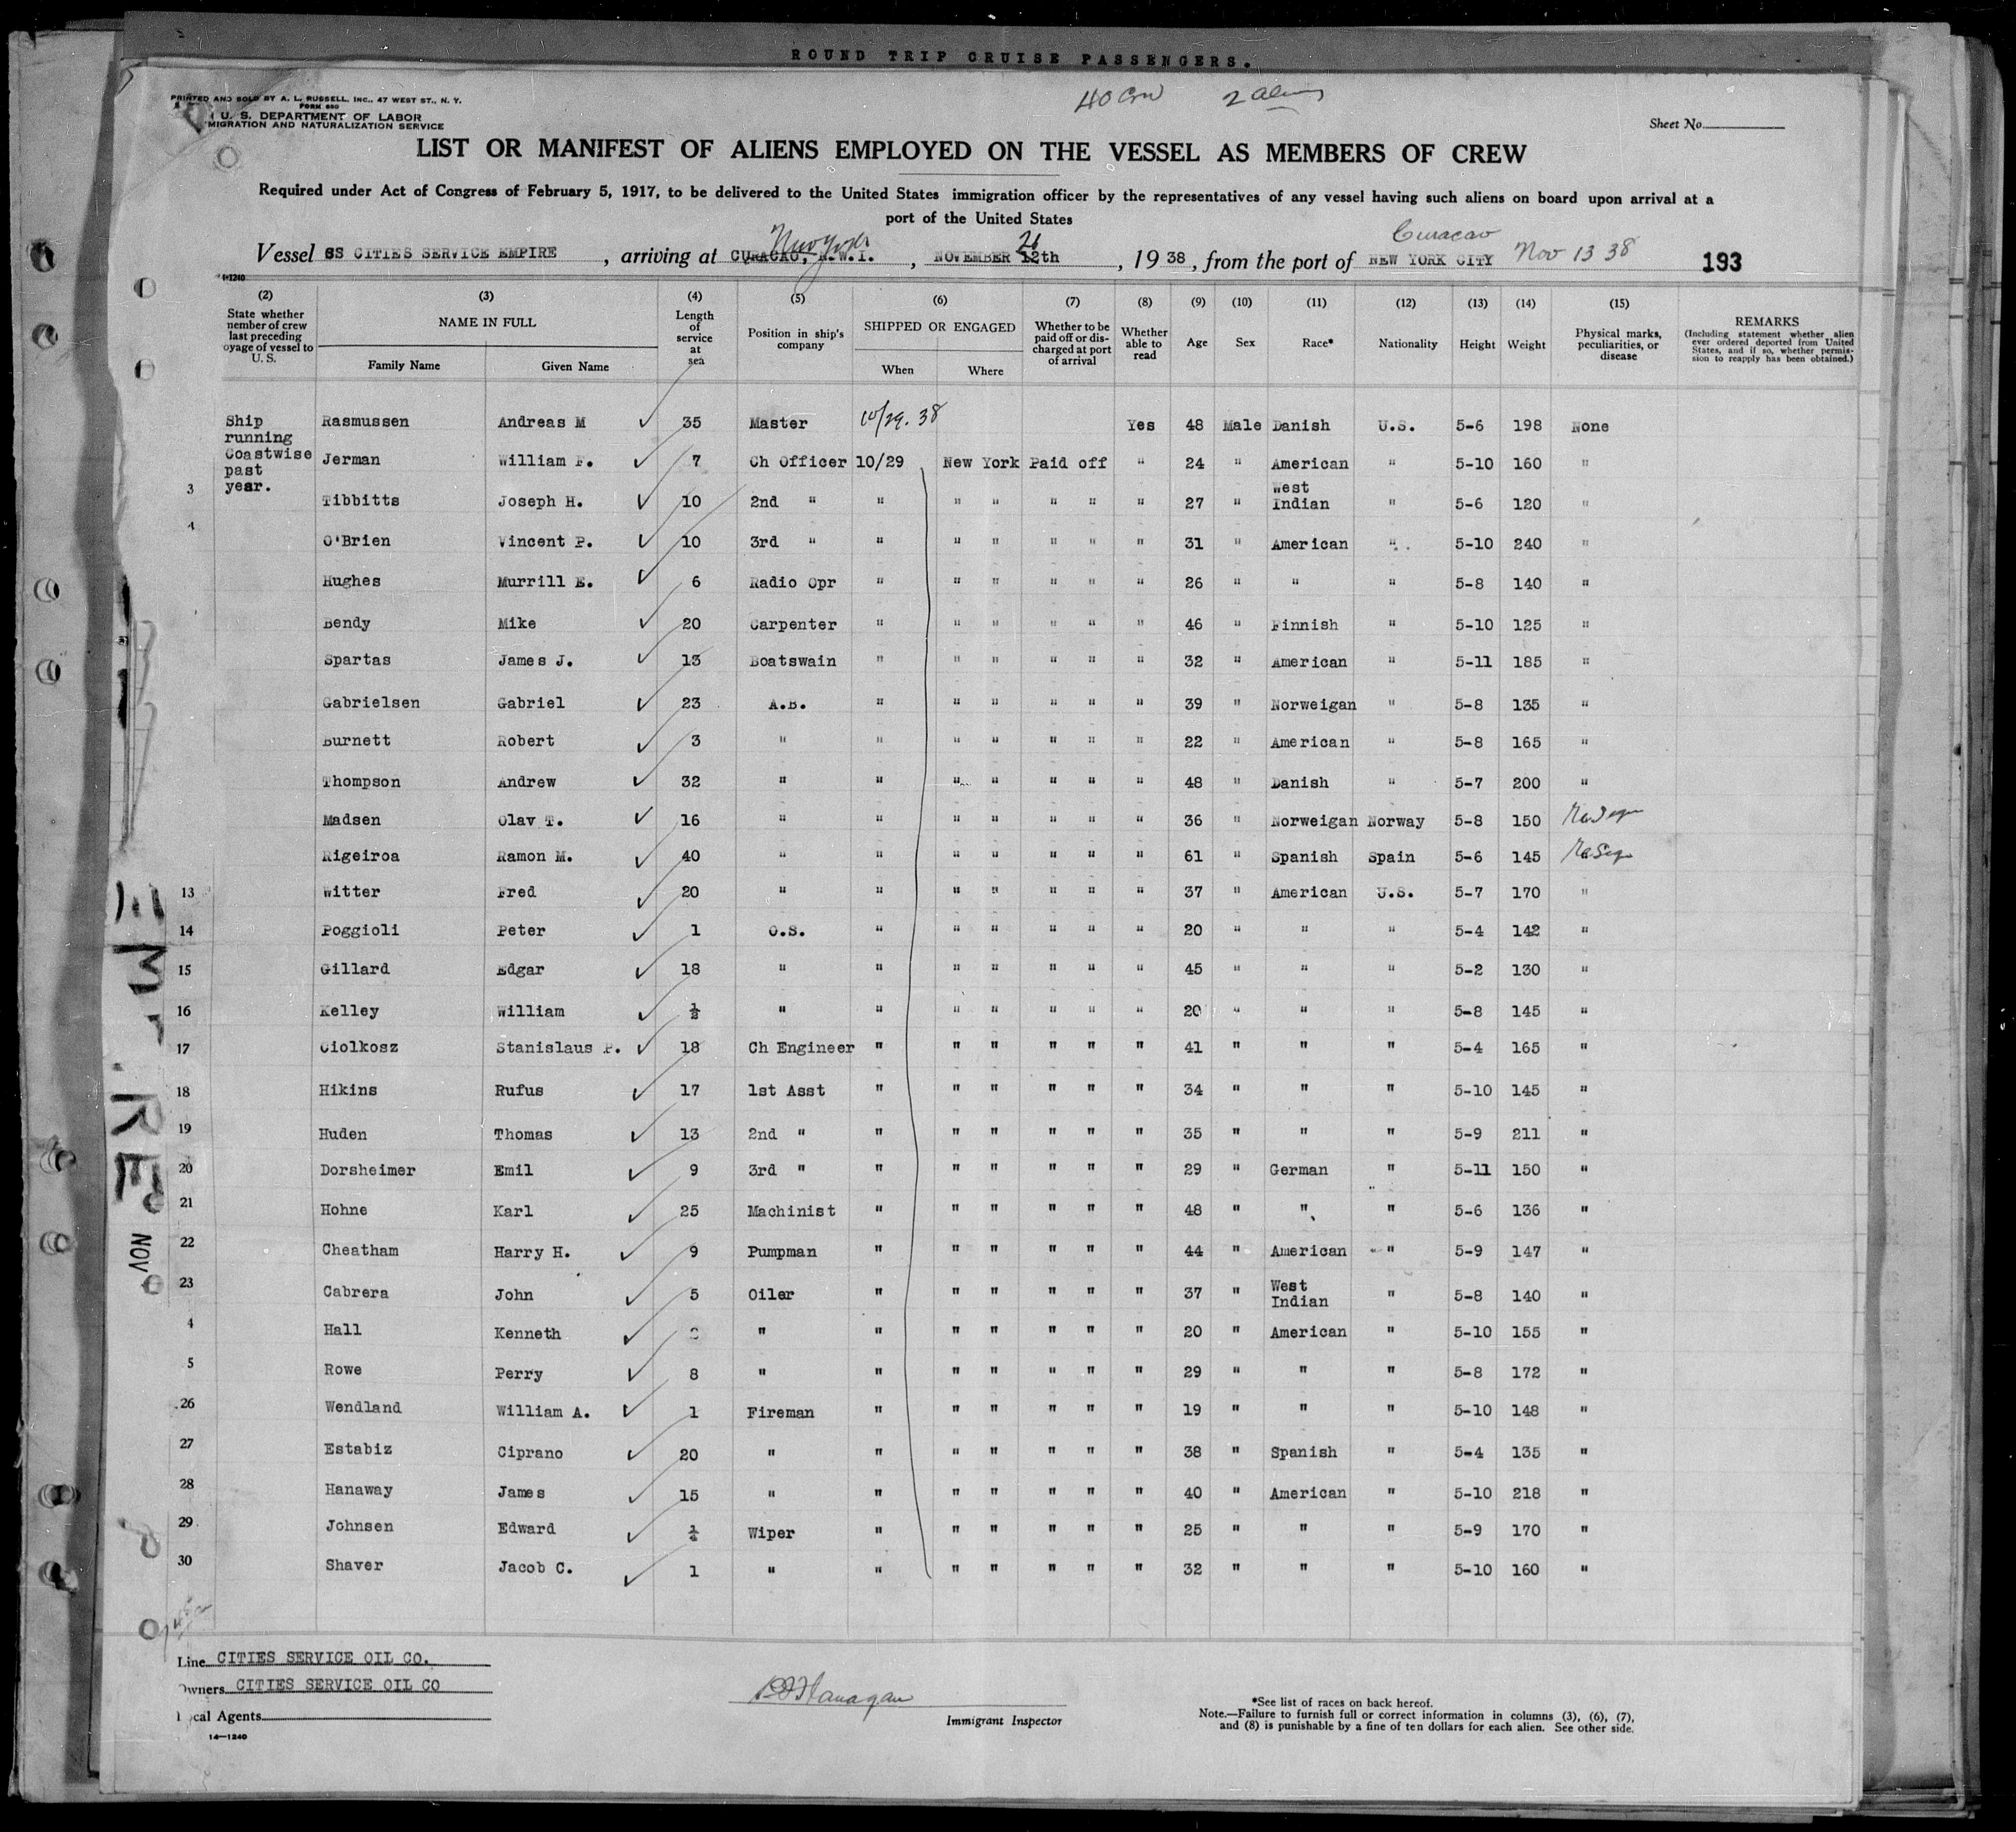 ROUND TRIP CRUISE PASSENGERS.
40 Crew 2 aliens
PRINTED AND SOLD BY A. L. RUSSELL, INC., 47 WEST ST., N. Y.
FORM 680
U. S. DEPARTMENT OF LABOR
MIGRATION AND NATURALIZATION SERVICE
Sheet No.
LIST OR MANIFEST OF ALIENS EMPLOYED ON THE VESSEL AS MEMBERS OF CREW
Required under Act of Congress of February 5, 1917, to be delivered to the United States immigration officer by the representatives of any vessel having such aliens on board upon arrival at a
port of the United States
New York 26 Curacao
Vessel SS CITIES SERVICE EMPIRE , arriving at CURACAO, N.W.I. , NOVEMBER 12th , 19 38 , from the port of NEW YORK CITY Nov 13 38 193
14-1240
(2) (3) (4) (5) (6) (7) (8) (9) (10) (11) (12) (13) (14) (15)
State whether member of crew last preceding oyage of vessel to U. S.
NAME IN FULL
Family Name Given Name
Length of service at sea
Position in ship's company
SHIPPED OR ENGAGED
When Where
Whether to be paid off or discharged at port of arrival
Whether able to read
Age Sex Race* Nationality Height Weight
Physical marks, peculiarities, or disease
REMARKS
(Including statement whether alien ever ordered deported from United States, and if so, whether permission to reapply has been obtained.)
Ship running Coastwise past year.
Rasmussen Andreas M 35 Master 10/29.38 Yes 48 Male Danish U.S. 5-6 198 None
Jerman William F. 7 Ch Officer 10/29 New York Paid off " 24 " American " 5-10 160 "
3 Tibbitts Joseph H. 10 2nd " " " " " " " 27 " West Indian " 5-6 120 "
4 O'Brien Vincent P. 10 3rd " " " " " " " 31 " American " 5-10 240 "
Hughes Murrill E. 6 Radio Opr " " " " " " 26 " " " 5-8 140 "
Bendy Mike 20 Carpenter " " " " " " 46 " Finnish " 5-10 125 "
Spartas James J. 13 Boatswain " " " " " " 32 " American " 5-11 185 "
Gabrielsen Gabriel 23 A.B. " " " " " " 39 " Norweigan " 5-8 135 "
Burnett Robert 3 " " " " " " " 22 " American " 5-8 165 "
Thompson Andrew 32 " " " " " " " 48 " Danish " 5-7 200 "
Madsen Olav T. 16 " " " " " " " 36 " Norweigan Norway 5-8 150
Rigeiroa Ramon M. 40 " " " " " " " 61 " Spanish Spain 5-6 145
13 Witter Fred 20 " " " " " " " 37 " American U.S. 5-7 170 "
14 Poggioli Peter 1 O.S. " " " " " " 20 " " " 5-4 142 "
15 Gillard Edgar 18 " " " " " " " 45 " " " 5-2 130 "
16 Kelley William ½ " " " " " " " 20 " " " 5-8 145 "
17 Ciolkosz Stanislaus P. 18 Ch Engineer " " " " " " 41 " " " 5-4 165 "
18 Hikins Rufus 17 1st Asst " " " " " " 34 " " " 5-10 145 "
19 Huden Thomas 13 2nd " " " " " " " 35 " " " 5-9 211 "
20 Dorsheimer Emil 9 3rd " " " " " " " 29 " German " 5-11 150 "
21 Hohne Karl 25 Machinist " " " " " " 48 " " " 5-6 136 "
22 Cheatham Harry H. 9 Pumpman " " " " " " 44 " American " 5-9 147 "
23 Cabrera John 5 Oiler " " " " " " 37 " West Indian " 5-8 140 "
4 Hall Kenneth " " " " " " " 20 " American " 5-10 155 "
5 Rowe Perry 8 " " " " " " " 29 " " " 5-8 172 "
26 Wendland William A. 1 Fireman " " " " " " 19 " " " 5-10 148 "
27 Estabiz Ciprano 20 " " " " " " " 38 " Spanish " 5-4 135 "
28 Hanaway James 15 " " " " " " " 40 " American " 5-10 218 "
29 Johnsen Edward ¼ Wiper " " " " " " 25 " " " 5-9 170 "
30 Shaver Jacob C. 1 " " " " " " " 32 " " " 5-10 160 "
EMPIRE NOV
Line CITIES SERVICE OIL CO.
Owners CITIES SERVICE OIL CO
cal Agents
14—1240
Flanagan
Immigrant Inspector
*See list of races on back hereof.
Note.—Failure to furnish full or correct information in columns (3), (6), (7),
and (8) is punishable by a fine of ten dollars for each alien. See other side.